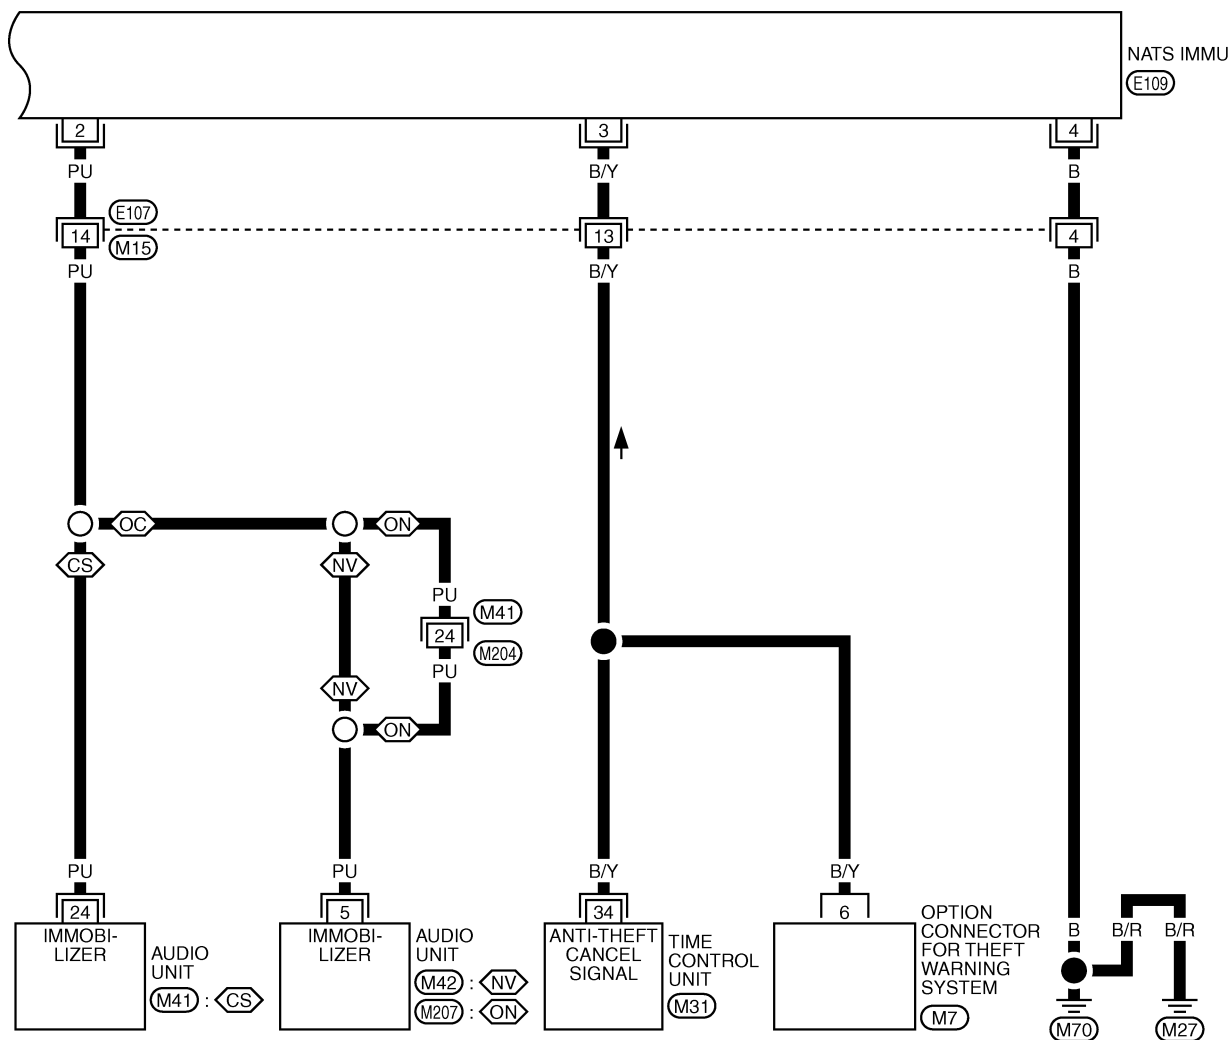 NATS IMMU
E109
2
3
4
PU
B/Y
B
E107
14
13
4
M15
PU
B/Y
B
OC
ON
CS
NV
PU
M41
24
M204
PU
NV
ON
PU
PU
B/Y
B/Y
24
5
34
6
IMMOBI-
LIZER
AUDIO
UNIT
M41 : CS
IMMOBI-
LIZER
AUDIO
UNIT
M42 : NV
M207 : ON
ANTI-THEFT
CANCEL
SIGNAL
TIME
CONTROL
UNIT
M31
OPTION
CONNECTOR
FOR THEFT
WARNING
SYSTEM
M7
B
B/R
B/R
M70
M27